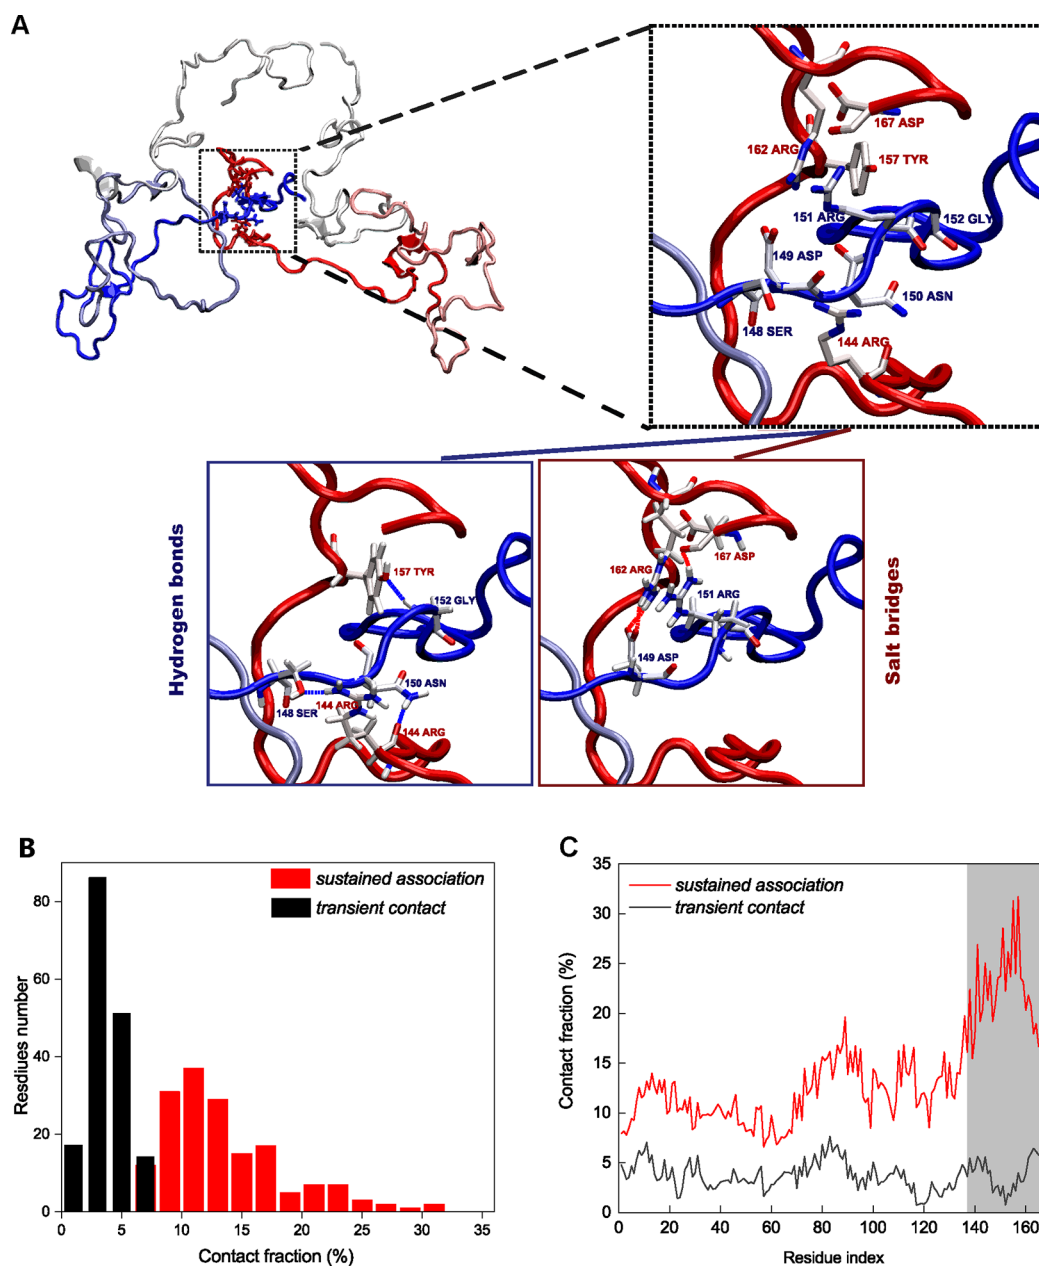 A
167 ASP
162 ARG
157 TYR
151 ARG
152 GLY
149 ASP
150 ASN
148 SER
144 ARG
Hydrogen bonds
157 TYR
152 GLY
150 ASN
148 SER
144 ARG
144 ARG
167 ASP
162 ARG
151 ARG
149 ASP
Salt bridges
B
sustained association
transient contact
Resdiues number
80
60
40
20
0
0 5 10 15 20 25 30 35
Contact fraction (%)
C
sustained association
transient contact
Contact fraction (%)
35
30
25
20
15
10
5
0
0 20 40 60 80 100 120 140 160
Residue index